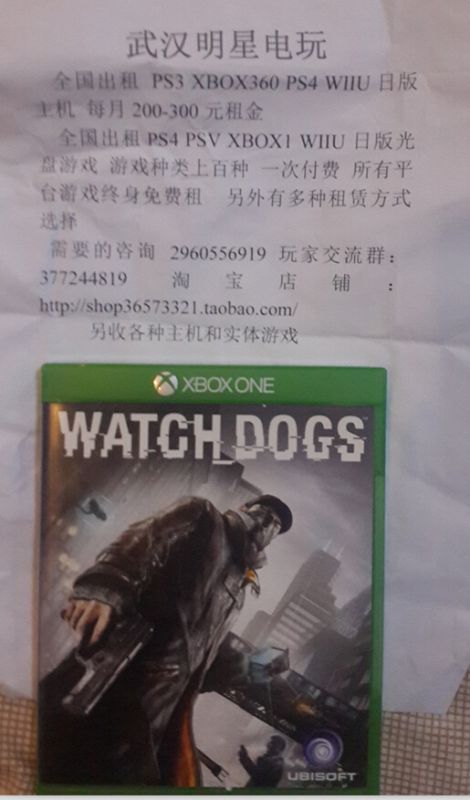 武汉明星电玩
全国出租 PS3 XBOX360 PS4 WIIU 日版
主机 每月 200-300 元租金
全国出租 PS4 PSV XBOX1 WIIU 日版光
盘游戏 游戏种类上百种 一次付费 所有平
台游戏终身免费租 另外有多种租赁方式
选择
需要的咨询 2960556919 玩家交流群：
377244819 淘宝店铺：
http://shop36573321.taobao.com/
另收各种主机和实体游戏
XBOX ONE
WATCH_DOGS
UBISOFT